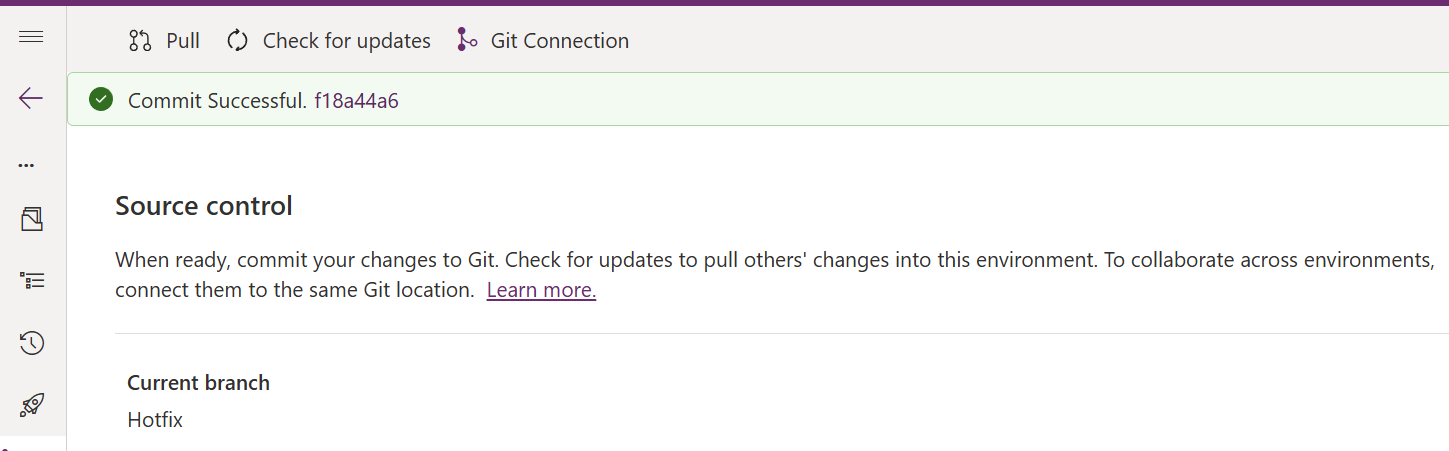 Pull Check for updates Git Connection
Commit Successful. f18a44a6
Source control
When ready, commit your changes to Git. Check for updates to pull others' changes into this environment. To collaborate across environments,
connect them to the same Git location. Learn more.
Current branch
Hotfix